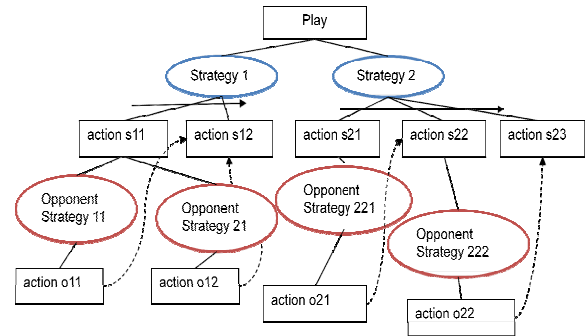 Play
Strategy 1
Strategy 2
action s11
action s12
action s21
action s22
action s23
Opponent
Strategy 11
Opponent
Strategy 21
Opponent
Strategy 221
Opponent
Strategy 222
action o11
action o12
action o21
action o22